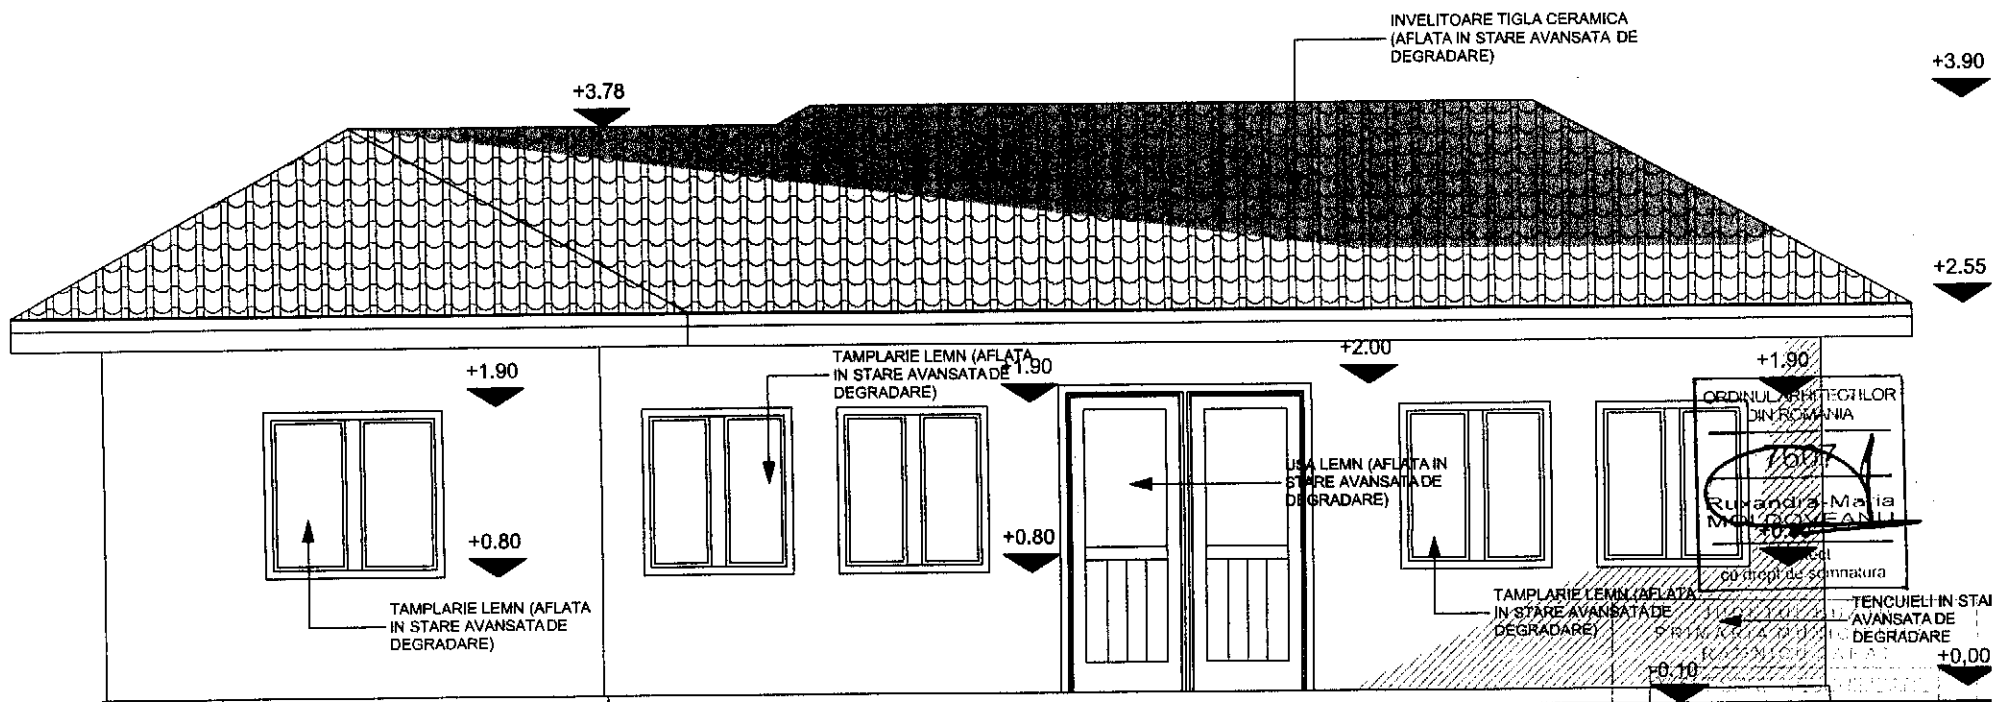 INVELITOARE TIGLA CERAMICA
(AFLATA IN STARE AVANSATA DE
DEGRADARE)
+3.90
+3.78
+2.55
+2.00
TAMPLARIE LEMN (AFLATA
IN STARE AVANSATA DE
DEGRADARE)
+1.90
+1.90
+1.90
ORDINUL ARHITECTILOR
DIN ROMANIA
7607
Ruxandra-Maria
MOLDOVEANU
cu drept de semnatura
USA LEMN (AFLATA IN
STARE AVANSATA DE
DEGRADARE)
+0.80
+0.80
TAMPLARIE LEMN (AFLATA
IN STARE AVANSATA DE
DEGRADARE)
TAMPLARIE LEMN (AFLATA
IN STARE AVANSATA DE
DEGRADARE)
TENCUIELI IN STA
AVANSATA DE
DEGRADARE
PRIMARIA
+0,00
-0.10